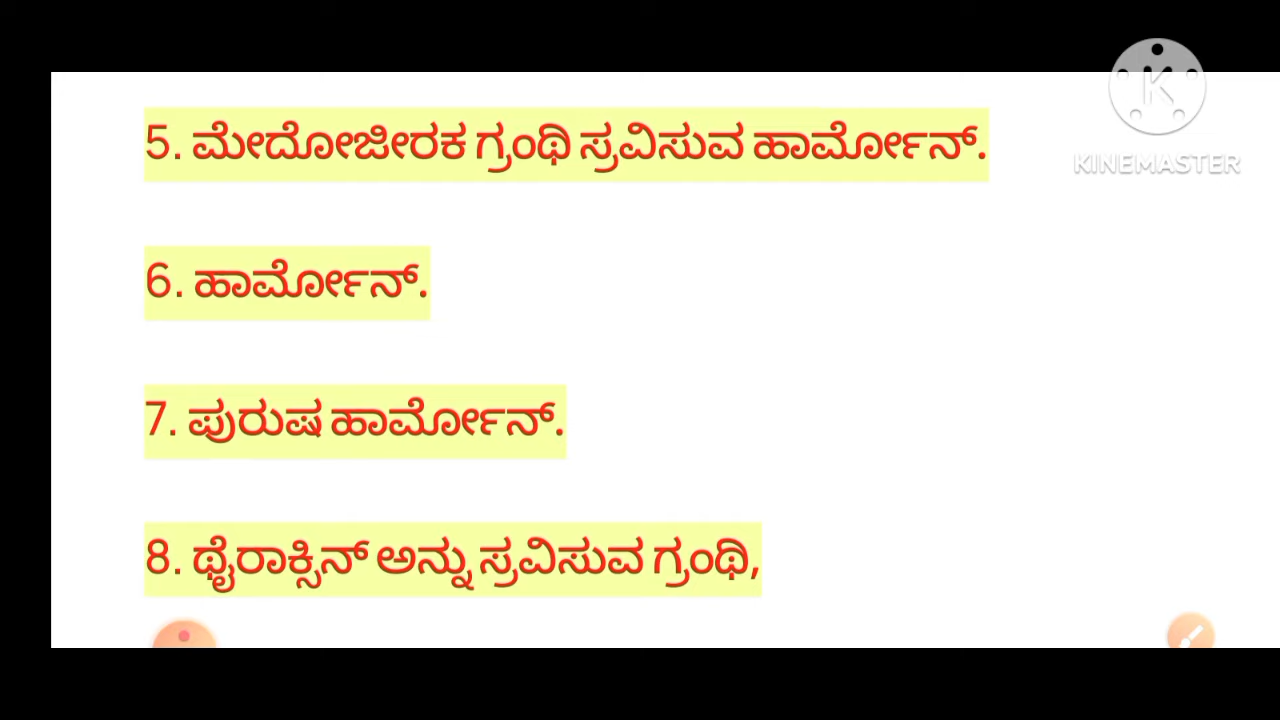 5. ಮೇದೋಜೀರಕ ಗ್ರಂಥಿ ಸ್ರವಿಸುವ ಹಾರ್ಮೋನ್.
KINEMASTER
6. ಹಾರ್ಮೋನ್.
7. ಪುರುಷ ಹಾರ್ಮೋನ್.
8. ಥೈರಾಕ್ಸಿನ್ ಅನ್ನು ಸ್ರವಿಸುವ ಗ್ರಂಥಿ,